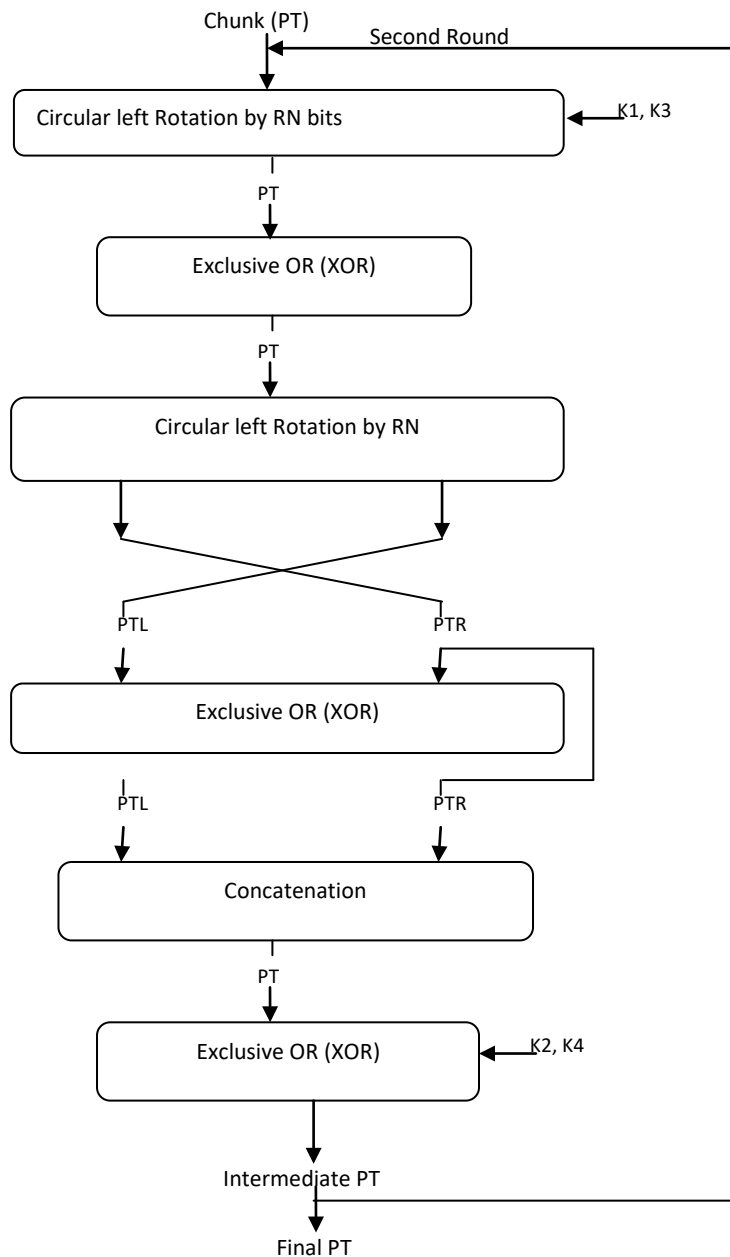 Chunk (PT)
Second Round
Circular left Rotation by RN bits
K1, K3
PT
Exclusive OR (XOR)
PT
Circular left Rotation by RN
PTL
PTR
Exclusive OR (XOR)
PTL
PTR
Concatenation
PT
Exclusive OR (XOR)
K2, K4
Intermediate PT
Final PT